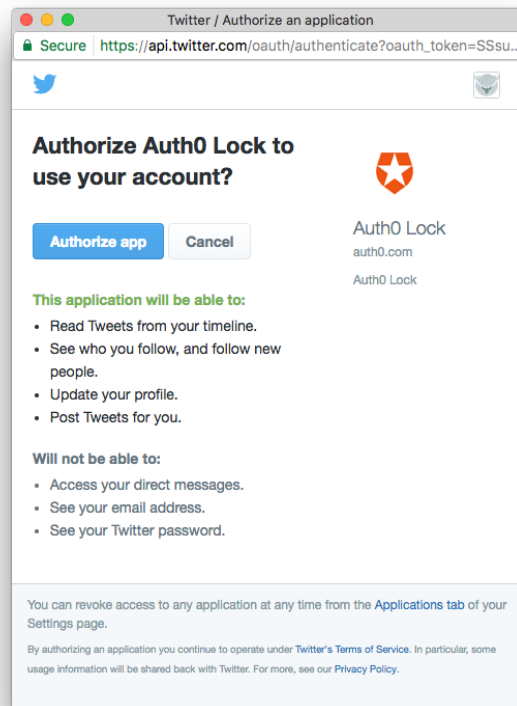 Twitter / Authorize an application
Secure https://api.twitter.com/oauth/authenticate?oauth_token=SSsu...
Authorize Auth0 Lock to
use your account?
Authorize app Cancel
Auth0 Lock
auth0.com
Auth0 Lock
This application will be able to:
• Read Tweets from your timeline.
• See who you follow, and follow new
people.
• Update your profile.
• Post Tweets for you.
Will not be able to:
• Access your direct messages.
• See your email address.
• See your Twitter password.
You can revoke access to any application at any time from the Applications tab of your
Settings page.
By authorizing an application you continue to operate under Twitter's Terms of Service. In particular, some
usage information will be shared back with Twitter. For more, see our Privacy Policy.